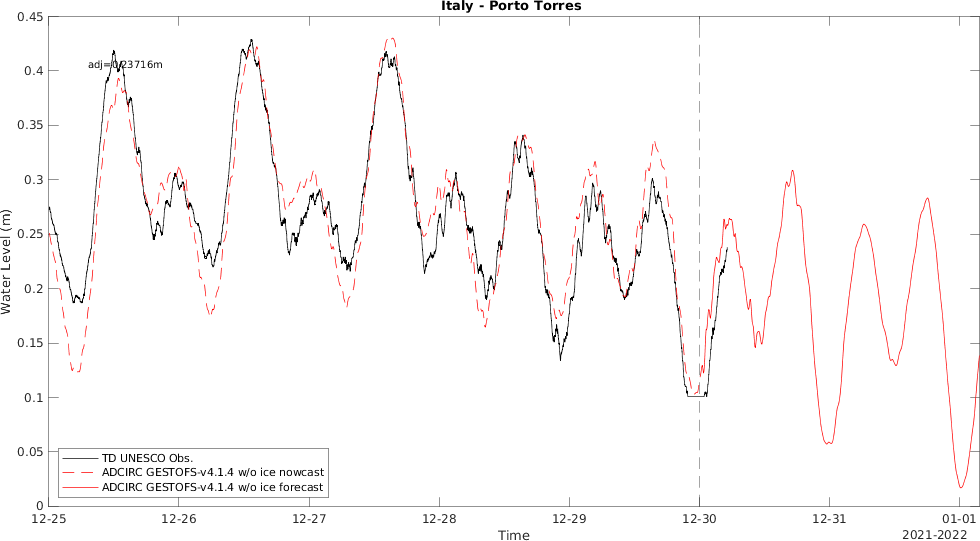 Italy - Porto Torres
0.45
0.4
0.35
0.3
0.25
0.2
0.15
0.1
0.05
0
Water Level (m)
adj=0.23716m
TD UNESCO Obs.
ADCIRC GESTOFS-v4.1.4 w/o ice nowcast
ADCIRC GESTOFS-v4.1.4 w/o ice forecast
12-25 12-26 12-27 12-28 12-29 12-30 12-31 01-01
Time
2021-2022